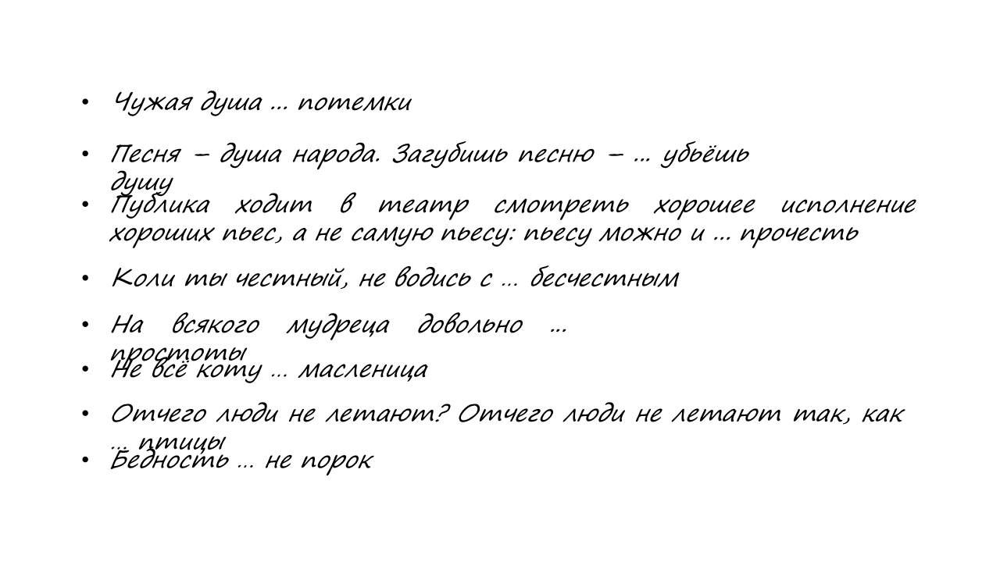 • Чужая душа ... потемки
• Песня – душа народа. Загубишь песню – ... убьёшь
душу
• Публика ходит в театр смотреть хорошее исполнение
хороших пьес, а не самую пьесу: пьесу можно и ... прочесть
• Коли ты честный, не водись с ... бесчестным
• На всякого мудреца довольно ...
простоты
• Не всё коту ... масленица
• Отчего люди не летают? Отчего люди не летают так, как
... птицы
• Бедность ... не порок